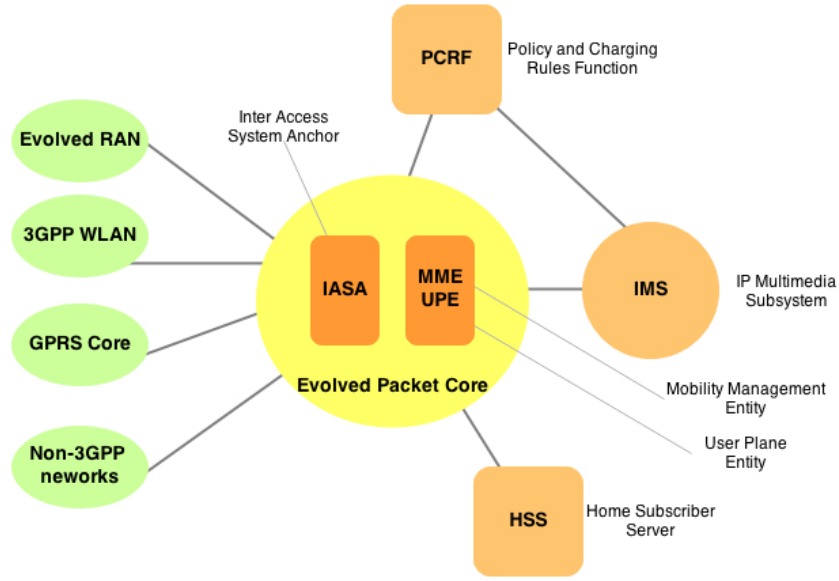 PCRF
Policy and Charging
Rules Function
Inter Access
System Anchor
Evolved RAN
3GPP WLAN
GPRS Core
Non-3GPP
neworks
IASA
MME
UPE
Evolved Packet Core
IMS
IP Multimedia
Subsystem
Mobility Management
Entity
User Plane
Entity
HSS
Home Subscriber
Server